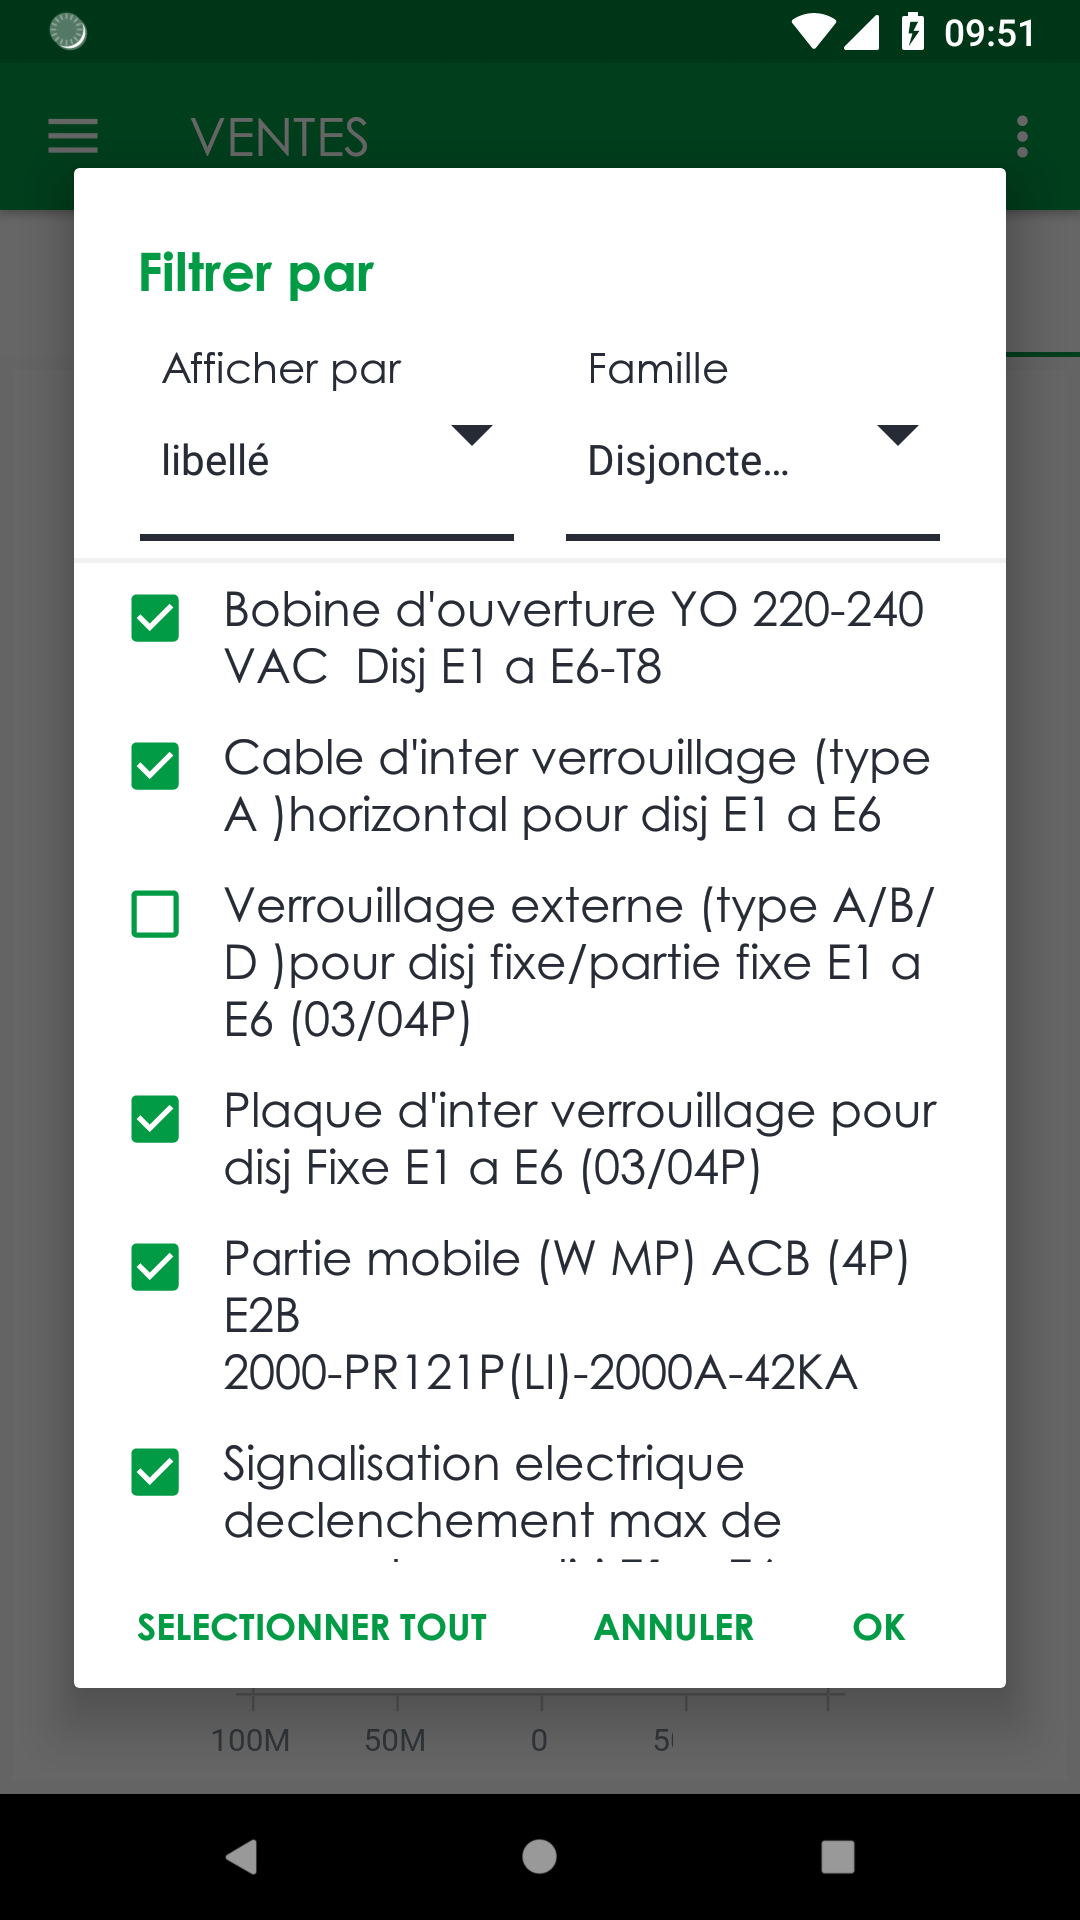 09:51
VENTES
Filtrer par
Afficher par Famille
libellé Disjoncte...
Bobine d'ouverture YO 220-240
VAC  Disj E1 a E6-T8
Cable d'inter verrouillage (type
A )horizontal pour disj E1 a E6
Verrouillage externe (type A/B/
D )pour disj fixe/partie fixe E1 a
E6 (03/04P)
Plaque d'inter verrouillage pour
disj Fixe E1 a E6 (03/04P)
Partie mobile (W MP) ACB (4P)
E2B
2000-PR121P(LI)-2000A-42KA
Signalisation electrique
declenchement max de
SELECTIONNER TOUT ANNULER OK
100M 50M 0